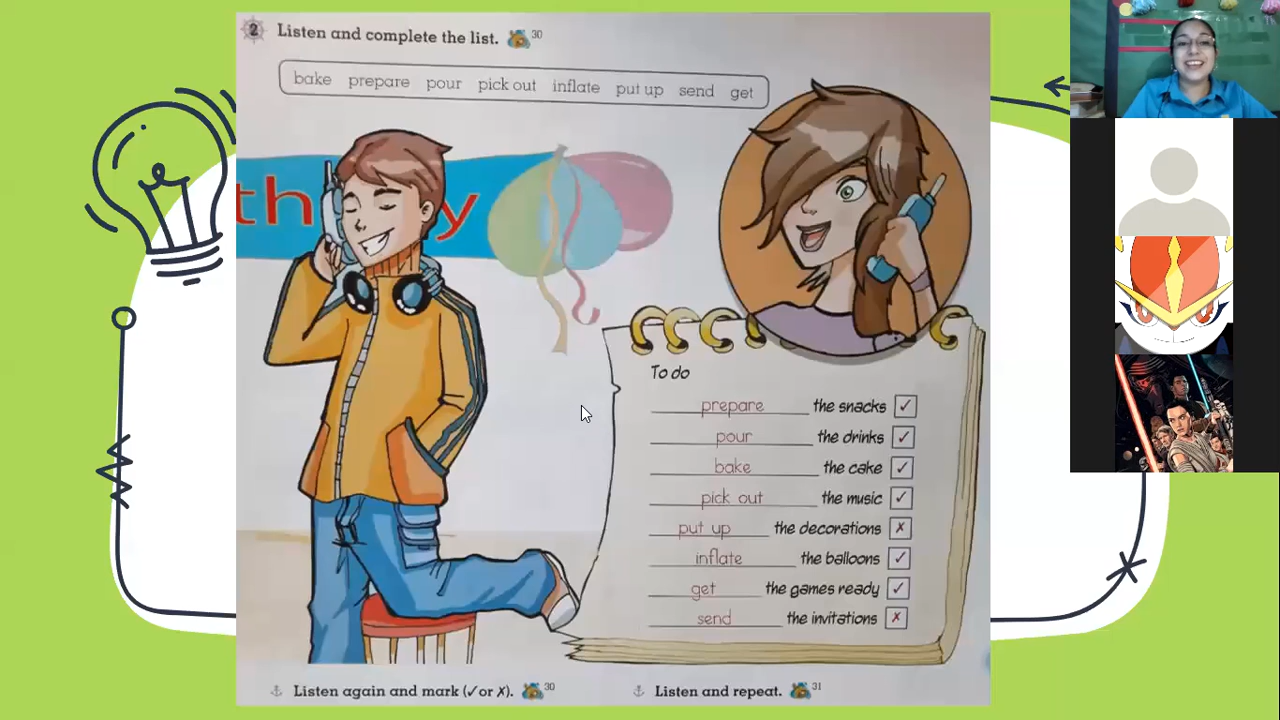 2 Listen and complete the list. 30
bake prepare pour pick out inflate put up send get
th y
To do
prepare the snacks ✓
pour the drinks ✓
bake the cake ✓
pick out the music ✓
put up the decorations ✗
inflate the balloons ✓
get the games ready ✓
send the invitations ✗
Listen again and mark (✓ or ✗). 30
Listen and repeat. 31